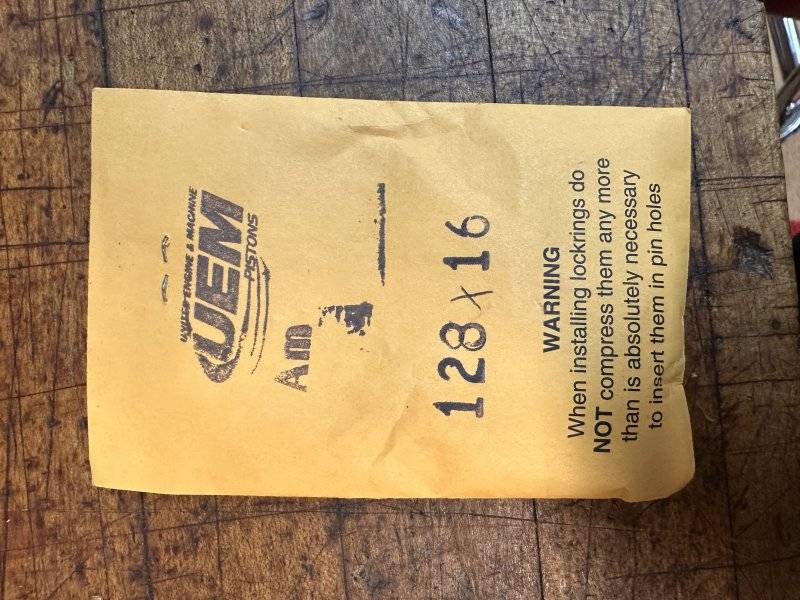 UNITED ENGINE & MACHINE
UEM
PISTONS
Am
128 x 16
WARNING
When installing lockrings do
NOT compress them any more
than is absolutely necessary
to insert them in pin holes